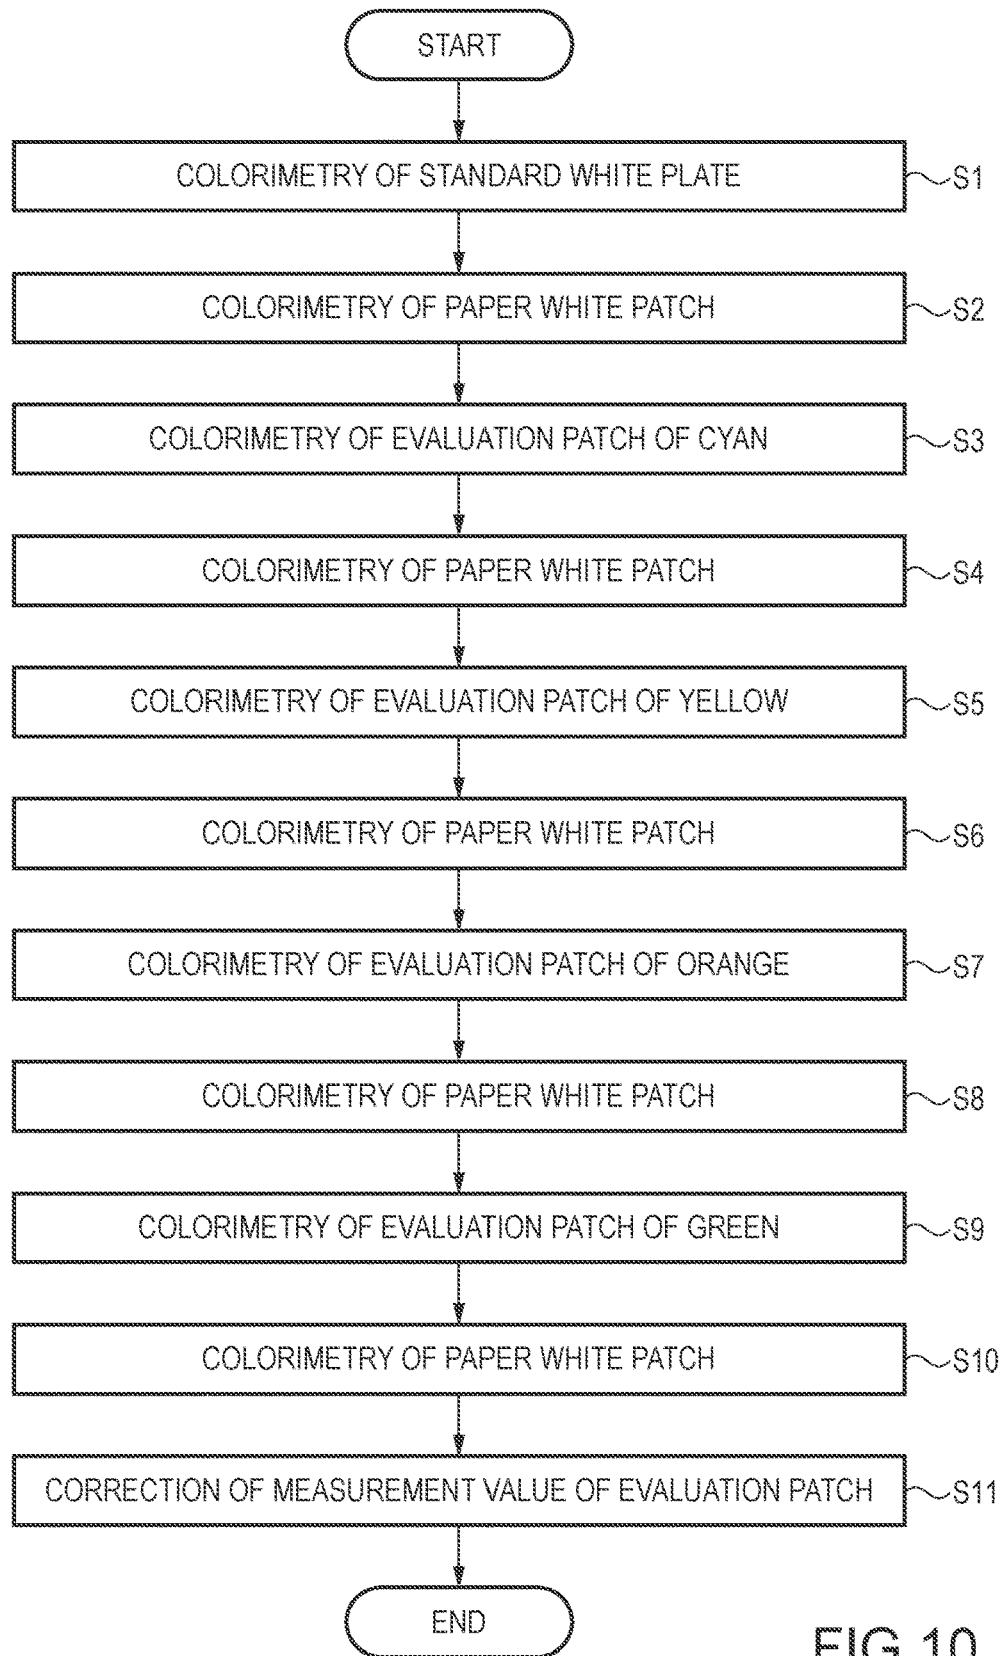 START
COLORIMETRY OF STANDARD WHITE PLATE S1
COLORIMETRY OF PAPER WHITE PATCH S2
COLORIMETRY OF EVALUATION PATCH OF CYAN S3
COLORIMETRY OF PAPER WHITE PATCH S4
COLORIMETRY OF EVALUATION PATCH OF YELLOW S5
COLORIMETRY OF PAPER WHITE PATCH S6
COLORIMETRY OF EVALUATION PATCH OF ORANGE S7
COLORIMETRY OF PAPER WHITE PATCH S8
COLORIMETRY OF EVALUATION PATCH OF GREEN S9
COLORIMETRY OF PAPER WHITE PATCH S10
CORRECTION OF MEASUREMENT VALUE OF EVALUATION PATCH S11
END
FIG.10